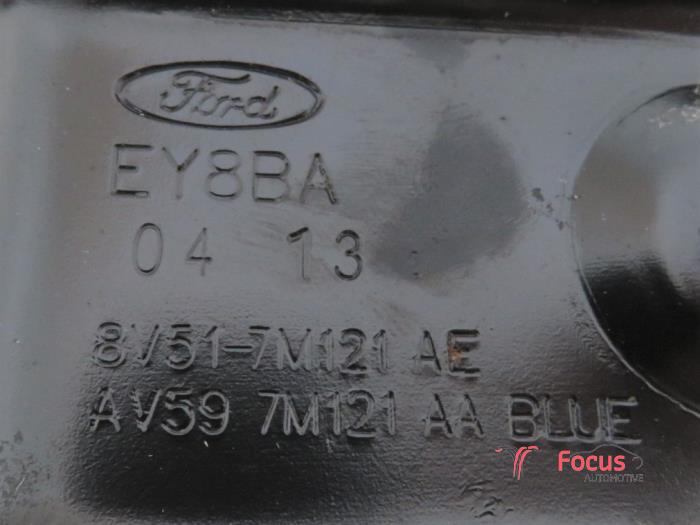 Ford
EY8BA
04 13
8V51-7M121 AE
AV59 7M121 AA BLUE
Focus
AUTOMOTIVE